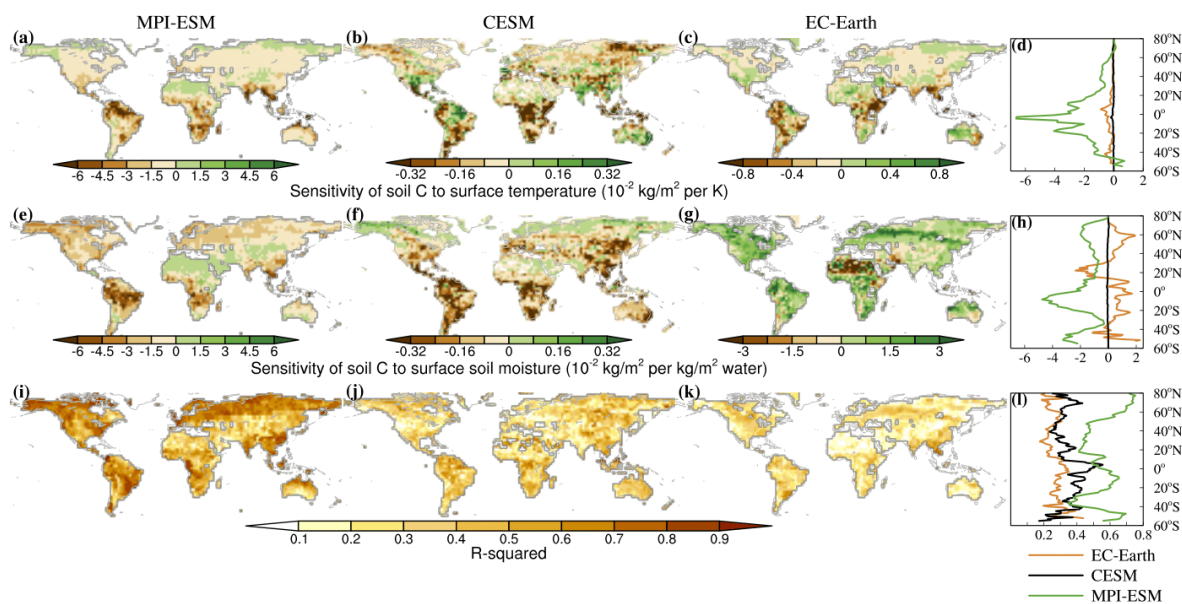 MPI-ESM CESM EC-Earth
(a) (b) (c) (d) 80°N
60°N
40°N
20°N
0°
20°S
40°S
60°S
-6 -4.5 -3 -1.5 0 1.5 3 4.5 6 -0.32 -0.16 0 0.16 0.32 -0.8 -0.4 0 0.4 0.8 -6 -4 -2 0 2
Sensitivity of soil C to surface temperature (10⁻² kg/m² per K)
(e) (f) (g) (h) 80°N
60°N
40°N
20°N
0°
20°S
40°S
60°S
-6 -4.5 -3 -1.5 0 1.5 3 4.5 6 -0.32 -0.16 0 0.16 0.32 -3 -1.5 0 1.5 3 -6 -4 -2 0 2
Sensitivity of soil C to surface soil moisture (10⁻² kg/m² per kg/m² water)
(i) (j) (k) (l) 80°N
60°N
40°N
20°N
0°
20°S
40°S
60°S
0.1 0.2 0.3 0.4 0.5 0.6 0.7 0.8 0.9 0.2 0.4 0.6 0.8
R-squared
EC-Earth
CESM
MPI-ESM